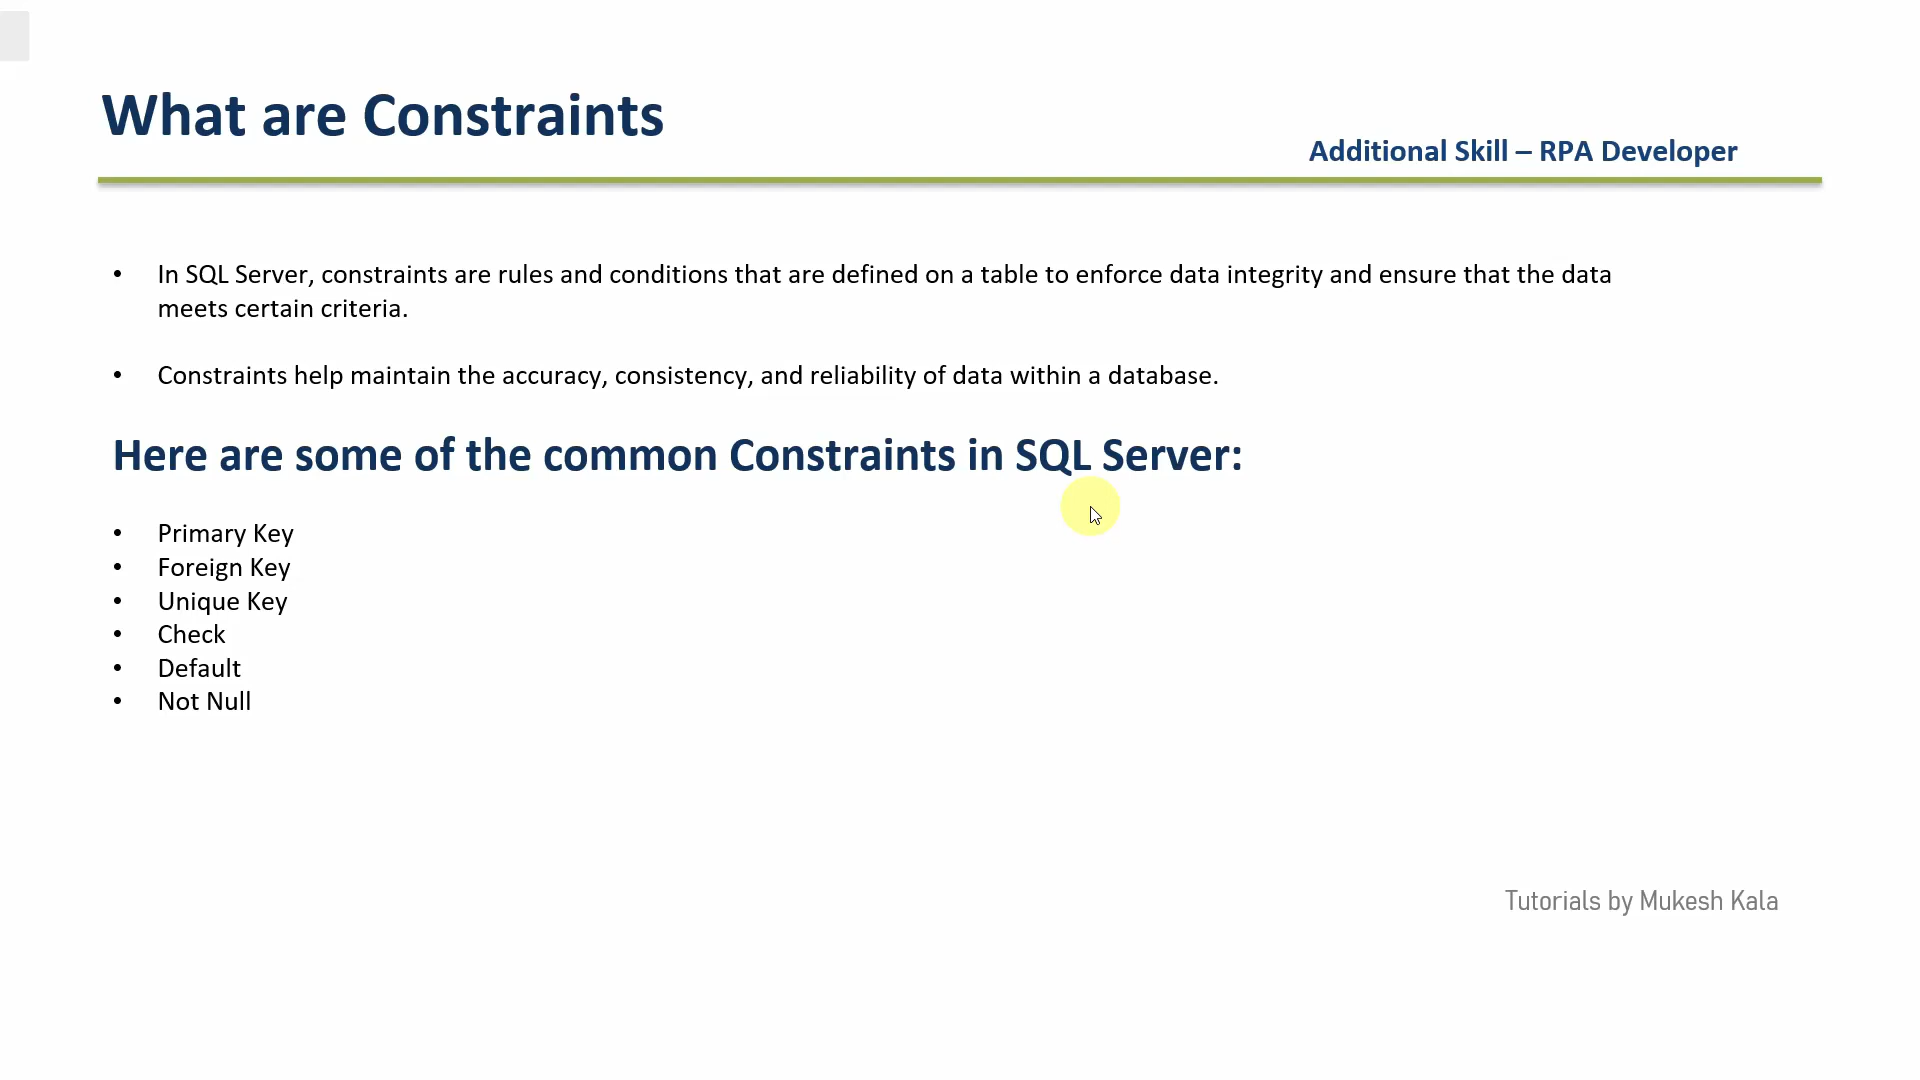 What are Constraints
Additional Skill – RPA Developer
• In SQL Server, constraints are rules and conditions that are defined on a table to enforce data integrity and ensure that the data
meets certain criteria.
• Constraints help maintain the accuracy, consistency, and reliability of data within a database.
Here are some of the common Constraints in SQL Server:
• Primary Key
• Foreign Key
• Unique Key
• Check
• Default
• Not Null
Tutorials by Mukesh Kala